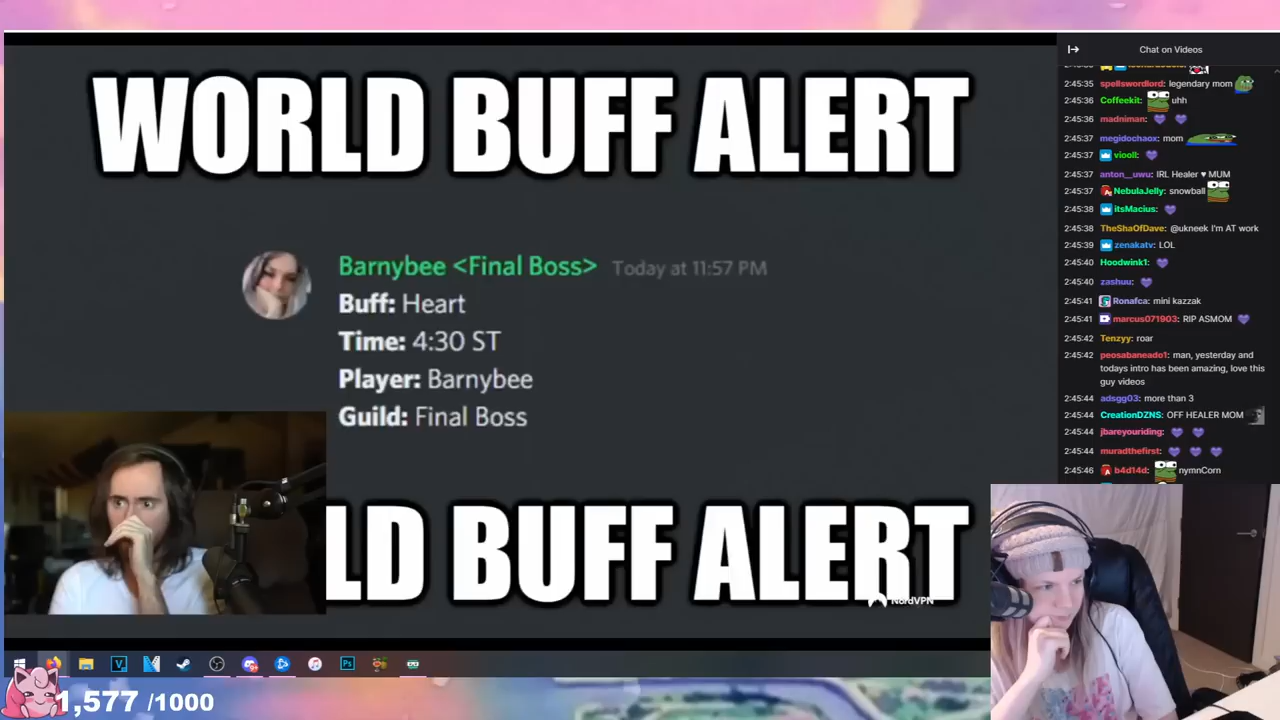 WORLD BUFF ALERT
Barnybee <Final Boss> Today at 11:57 PM
Buff: Heart
Time: 4:30 ST
Player: Barnybee
Guild: Final Boss
LD BUFF ALERT
NordVPN
1,577 /1000
Chat on Videos
2:45:35 spellswordlord: legendary mom
2:45:36 Coffeekit: uhh
2:45:36 madniman:
2:45:37 megidochaox: mom
2:45:37 viooll:
2:45:37 anton__uwu: IRL Healer ♥ MUM
2:45:37 NebulaJelly: snowball
2:45:38 itsMacius:
2:45:38 TheShaOfDave: @ukneek I'm AT work
2:45:39 zenakatv: LOL
2:45:40 Hoodwink1:
2:45:40 zashuu:
2:45:41 Ronafca: mini kazzak
2:45:41 marcus071903: RIP ASMOM
2:45:42 Tenzyy: roar
2:45:42 peosabaneado1: man, yesterday and
todays intro has been amazing, love this
guy videos
2:45:44 adsgg03: more than 3
2:45:44 CreationDZNS: OFF HEALER MOM
2:45:44 jbareyouriding:
2:45:44 muradthefirst:
2:45:46 b4d14d: nymnCorn